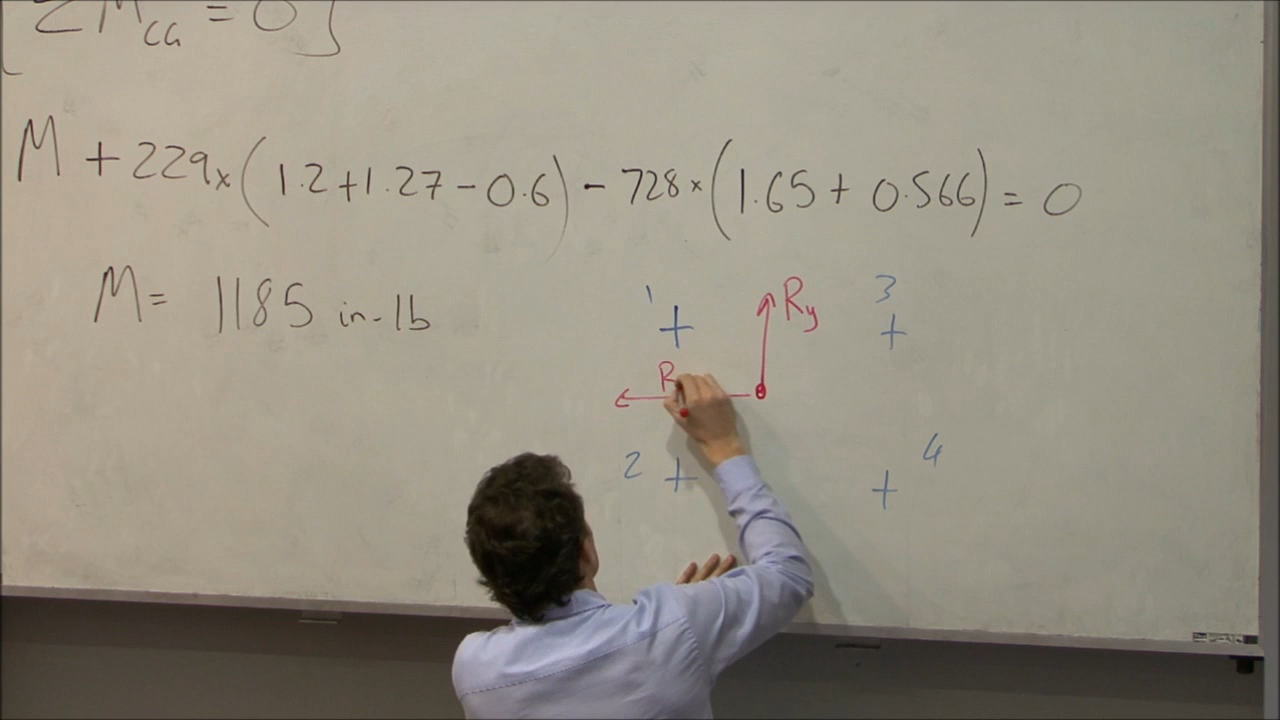 ΣM_CG = 0]
M + 229 × (1.2 + 1.27 - 0.6) - 728 × (1.65 + 0.566) = 0
M = 1185 in-lb
1 3
R_y
R
2 4